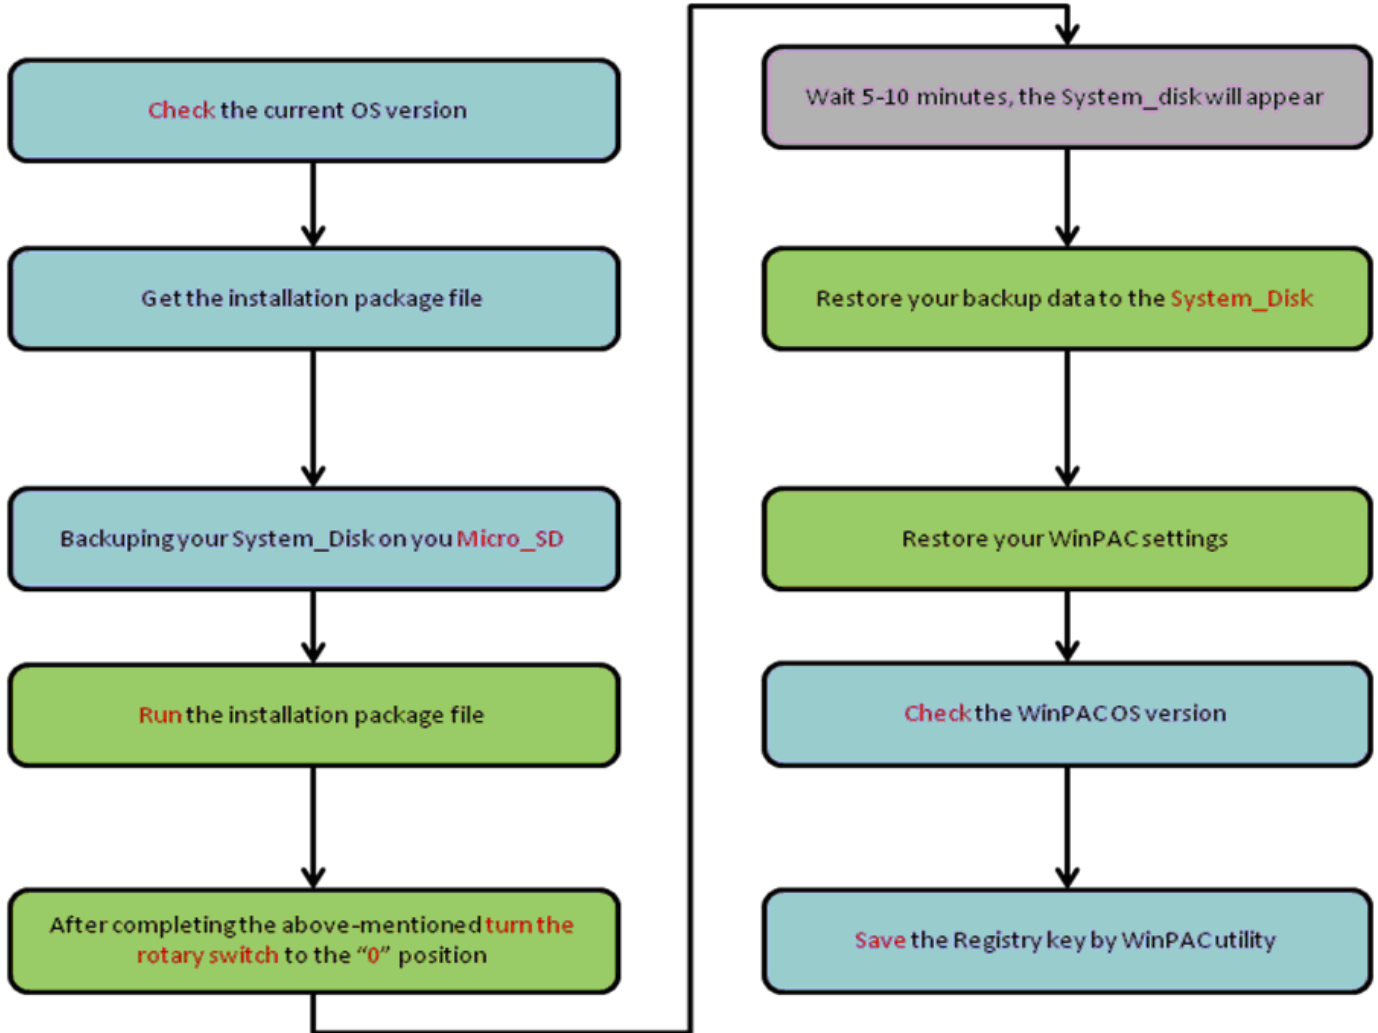 Check the current OS version
Get the installation package file
Backuping your System_Disk on you Micro_SD
Run the installation package file
After completing the above-mentioned turn the
rotary switch to the “0” position
Wait 5-10 minutes, the System_disk will appear
Restore your backup data to the System_Disk
Restore your WinPAC settings
Check the WinPAC OS version
Save the Registry key by WinPAC utility